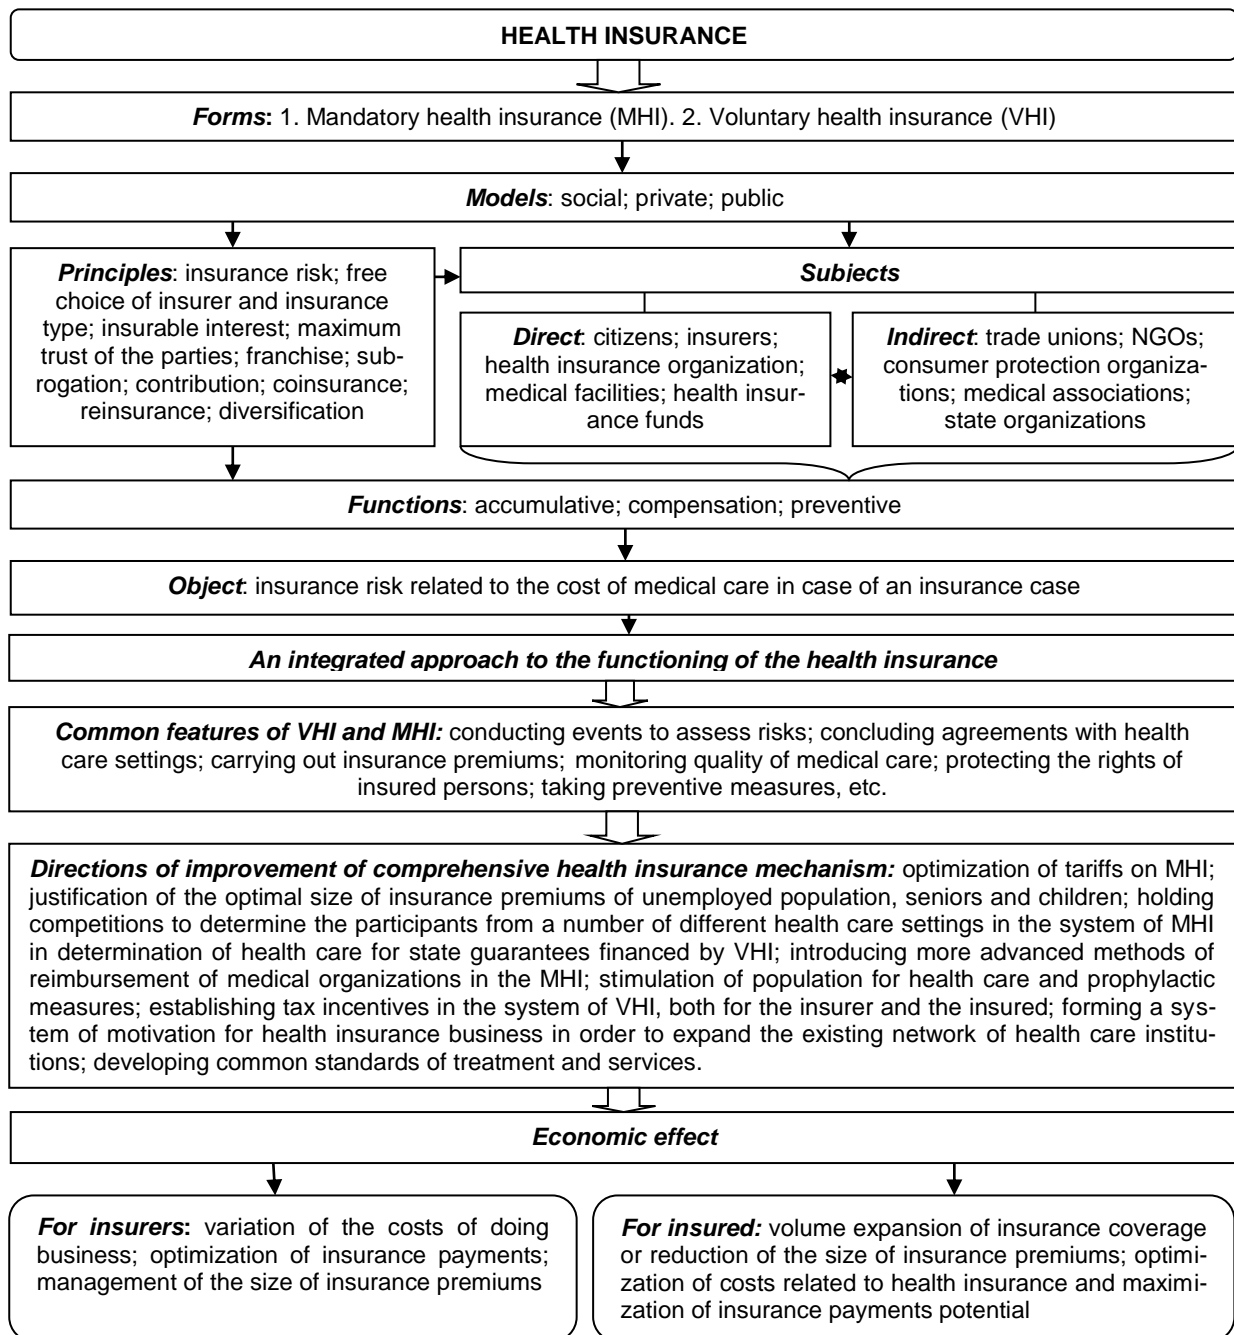 HEALTH INSURANCE
Forms: 1. Mandatory health insurance (MHI). 2. Voluntary health insurance (VHI)
Models: social; private; public
Principles: insurance risk; free
choice of insurer and insurance
type; insurable interest; maximum
trust of the parties; franchise; sub-
rogation; contribution; coinsurance;
reinsurance; diversification
Subjects
Direct: citizens; insurers;
health insurance organization;
medical facilities; health insur-
ance funds
Indirect: trade unions; NGOs;
consumer protection organiza-
tions; medical associations;
state organizations
Functions: accumulative; compensation; preventive
Object: insurance risk related to the cost of medical care in case of an insurance case
An integrated approach to the functioning of the health insurance
Common features of VHI and MHI: conducting events to assess risks; concluding agreements with health
care settings; carrying out insurance premiums; monitoring quality of medical care; protecting the rights of
insured persons; taking preventive measures, etc.
Directions of improvement of comprehensive health insurance mechanism: optimization of tariffs on MHI;
justification of the optimal size of insurance premiums of unemployed population, seniors and children; holding
competitions to determine the participants from a number of different health care settings in the system of MHI
in determination of health care for state guarantees financed by VHI; introducing more advanced methods of
reimbursement of medical organizations in the MHI; stimulation of population for health care and prophylactic
measures; establishing tax incentives in the system of VHI, both for the insurer and the insured; forming a sys-
tem of motivation for health insurance business in order to expand the existing network of health care institu-
tions; developing common standards of treatment and services.
Economic effect
For insurers: variation of the costs of doing
business; optimization of insurance payments;
management of the size of insurance premiums
For insured: volume expansion of insurance coverage
or reduction of the size of insurance premiums; optimi-
zation of costs related to health insurance and maximi-
zation of insurance payments potential